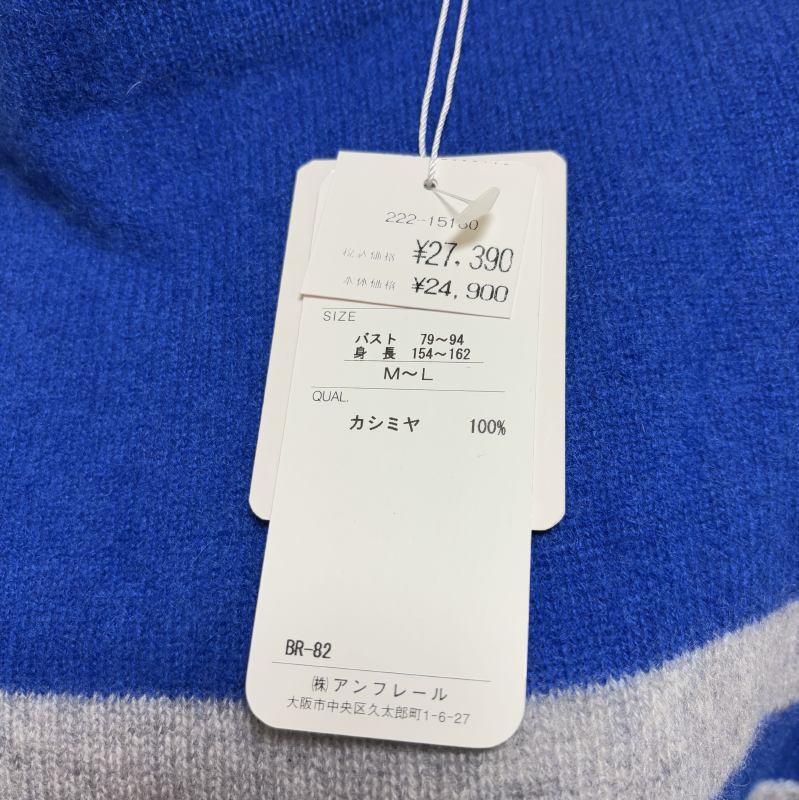 税込価格 ¥27,390
本体価格 ¥24,900
SIZE
バスト 79～94
身長 154～162
M～L
QUAL.
カシミヤ 100%
BR-82
㈱アンフレール
大阪市中央区久太郎町1-6-27